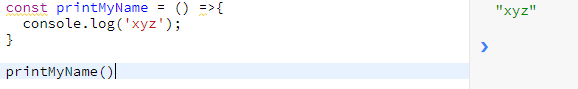 const printMyName = () =>{
  console.log('xyz');
}
printMyName()
"xyz"